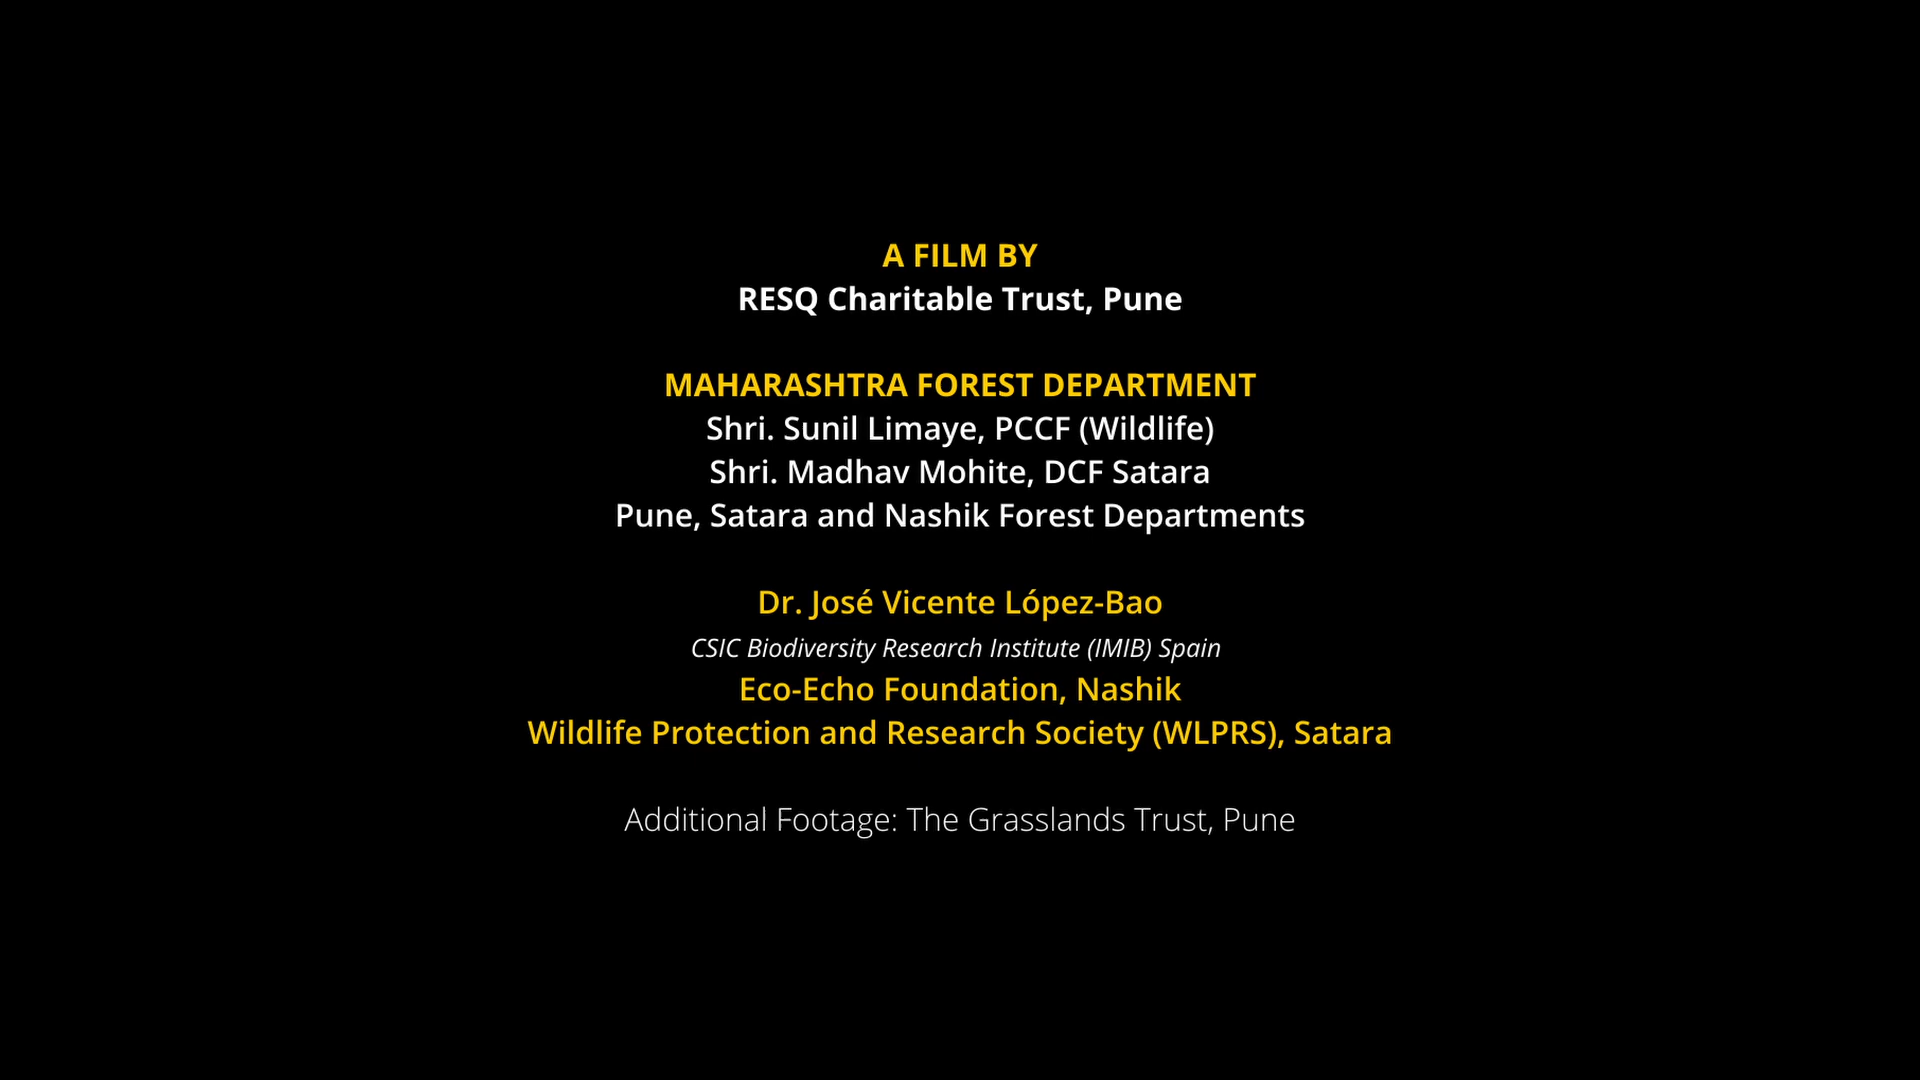 A FILM BY
RESQ Charitable Trust, Pune
MAHARASHTRA FOREST DEPARTMENT
Shri. Sunil Limaye, PCCF (Wildlife)
Shri. Madhav Mohite, DCF Satara
Pune, Satara and Nashik Forest Departments
Dr. José Vicente López-Bao
CSIC Biodiversity Research Institute (IMIB) Spain
Eco-Echo Foundation, Nashik
Wildlife Protection and Research Society (WLPRS), Satara
Additional Footage: The Grasslands Trust, Pune